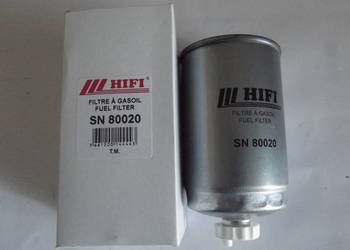 HIFI
FILTRE À GASOIL
FUEL FILTER
SN 80020
T.M.
HIFI
FILTRE À GASOIL
FUEL FILTER
SN 80020